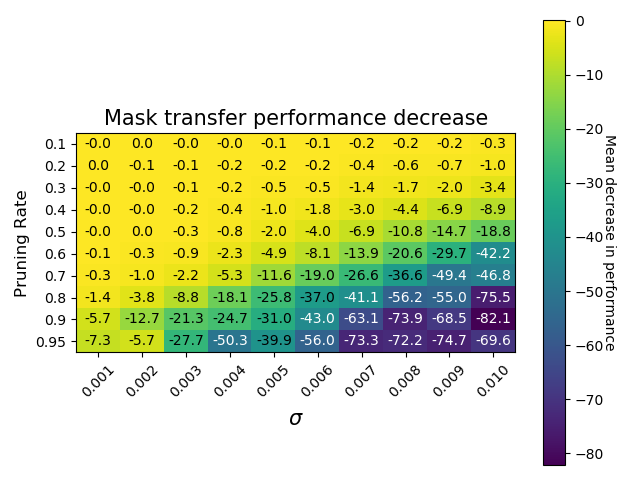 Mask transfer performance decrease
0.1 -0.0 0.0 -0.0 -0.0 -0.1 -0.1 -0.2 -0.2 -0.2 -0.3
0.2 0.0 -0.1 -0.1 -0.2 -0.2 -0.2 -0.4 -0.6 -0.7 -1.0
0.3 -0.0 -0.0 -0.1 -0.2 -0.5 -0.5 -1.4 -1.7 -2.0 -3.4
0.4 -0.0 -0.0 -0.2 -0.4 -1.0 -1.8 -3.0 -4.4 -6.9 -8.9
0.5 -0.0 0.0 -0.3 -0.8 -2.0 -4.0 -6.9 -10.8 -14.7 -18.8
0.6 -0.1 -0.3 -0.9 -2.3 -4.9 -8.1 -13.9 -20.6 -29.7 -42.2
0.7 -0.3 -1.0 -2.2 -5.3 -11.6 -19.0 -26.6 -36.6 -49.4 -46.8
0.8 -1.4 -3.8 -8.8 -18.1 -25.8 -37.0 -41.1 -56.2 -55.0 -75.5
0.9 -5.7 -12.7 -21.3 -24.7 -31.0 -43.0 -63.1 -73.9 -68.5 -82.1
0.95 -7.3 -5.7 -27.7 -50.3 -39.9 -56.0 -73.3 -72.2 -74.7 -69.6
0.001 0.002 0.003 0.004 0.005 0.006 0.007 0.008 0.009 0.010
σ
Pruning Rate
0
−10
−20
−30
−40
−50
−60
−70
−80
Mean decrease in performance